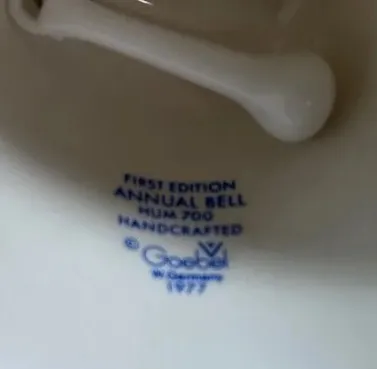 FIRST EDITION
ANNUAL BELL
HUM 700
HANDCRAFTED
© Goebel
W. Germany
1977